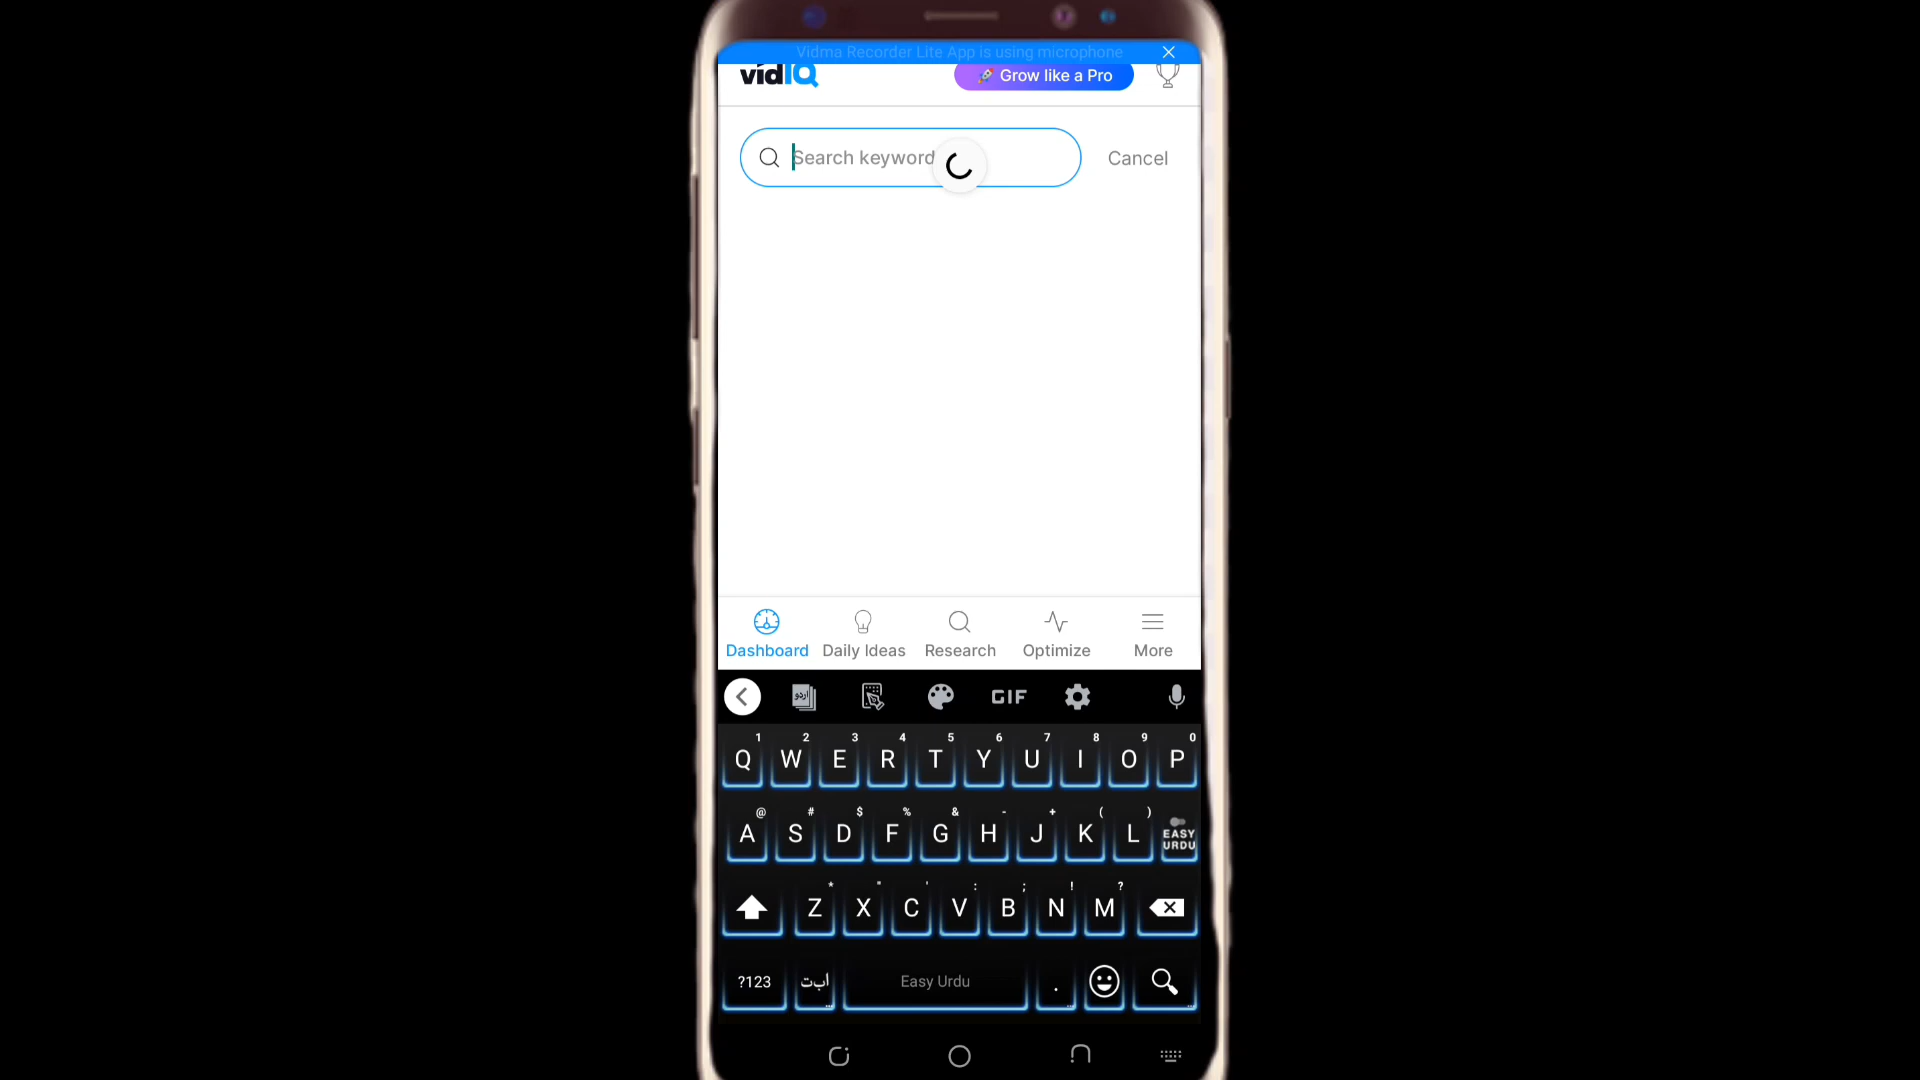 Vidma Recorder Lite App is using microphone
vidIQ
🚀 Grow like a Pro
Search keyword
Cancel
Dashboard Daily Ideas Research Optimize More
اردو GIF
1 2 3 4 5 6 7 8 9 0
Q W E R T Y U I O P
@ # $ % & - + ( )
A S D F G H J K L EASY URDU
* " ' : ; ! ?
Z X C V B N M
?123 ابت Easy Urdu .